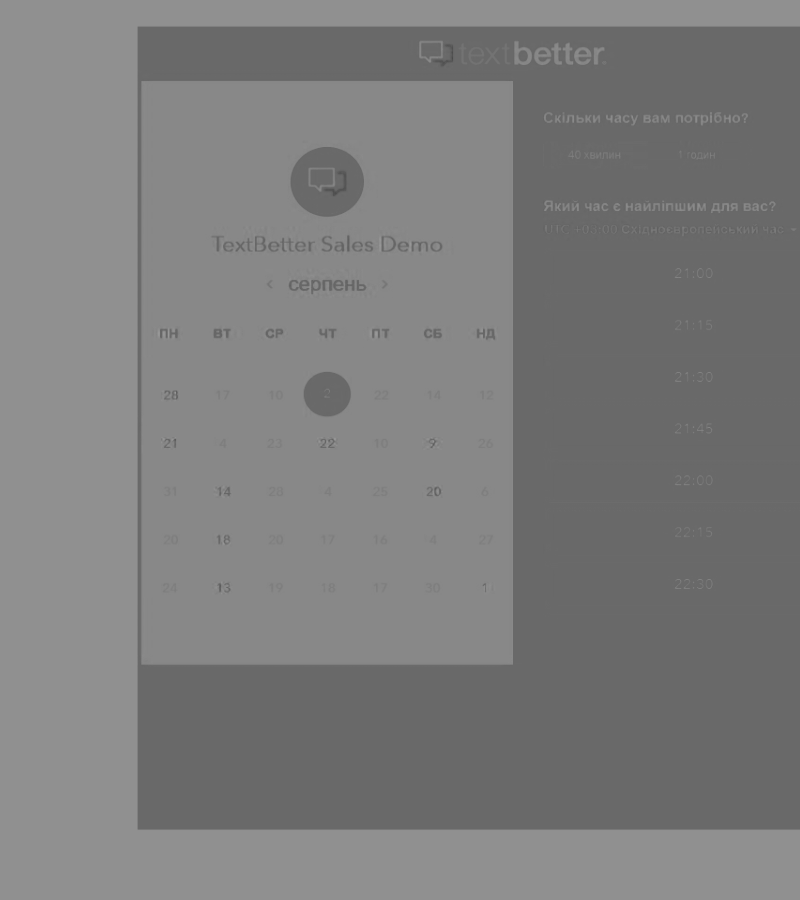 textbetter
TextBetter Sales Demo
серпень
ПН ВТ СР ЧТ ПТ СБ НД
28 17 10 2 22 14 12
21 4 23 22 10 9 26
31 14 28 4 25 20 6
20 18 20 17 16 4 27
24 13 19 18 17 30 1
Скільки часу вам потрібно?
40 хвилин 1 годин
Який час є найліпшим для вас?
UTC +03:00 Східноєвропейський час
21:00
21:15
21:30
21:45
22:00
22:15
22:30